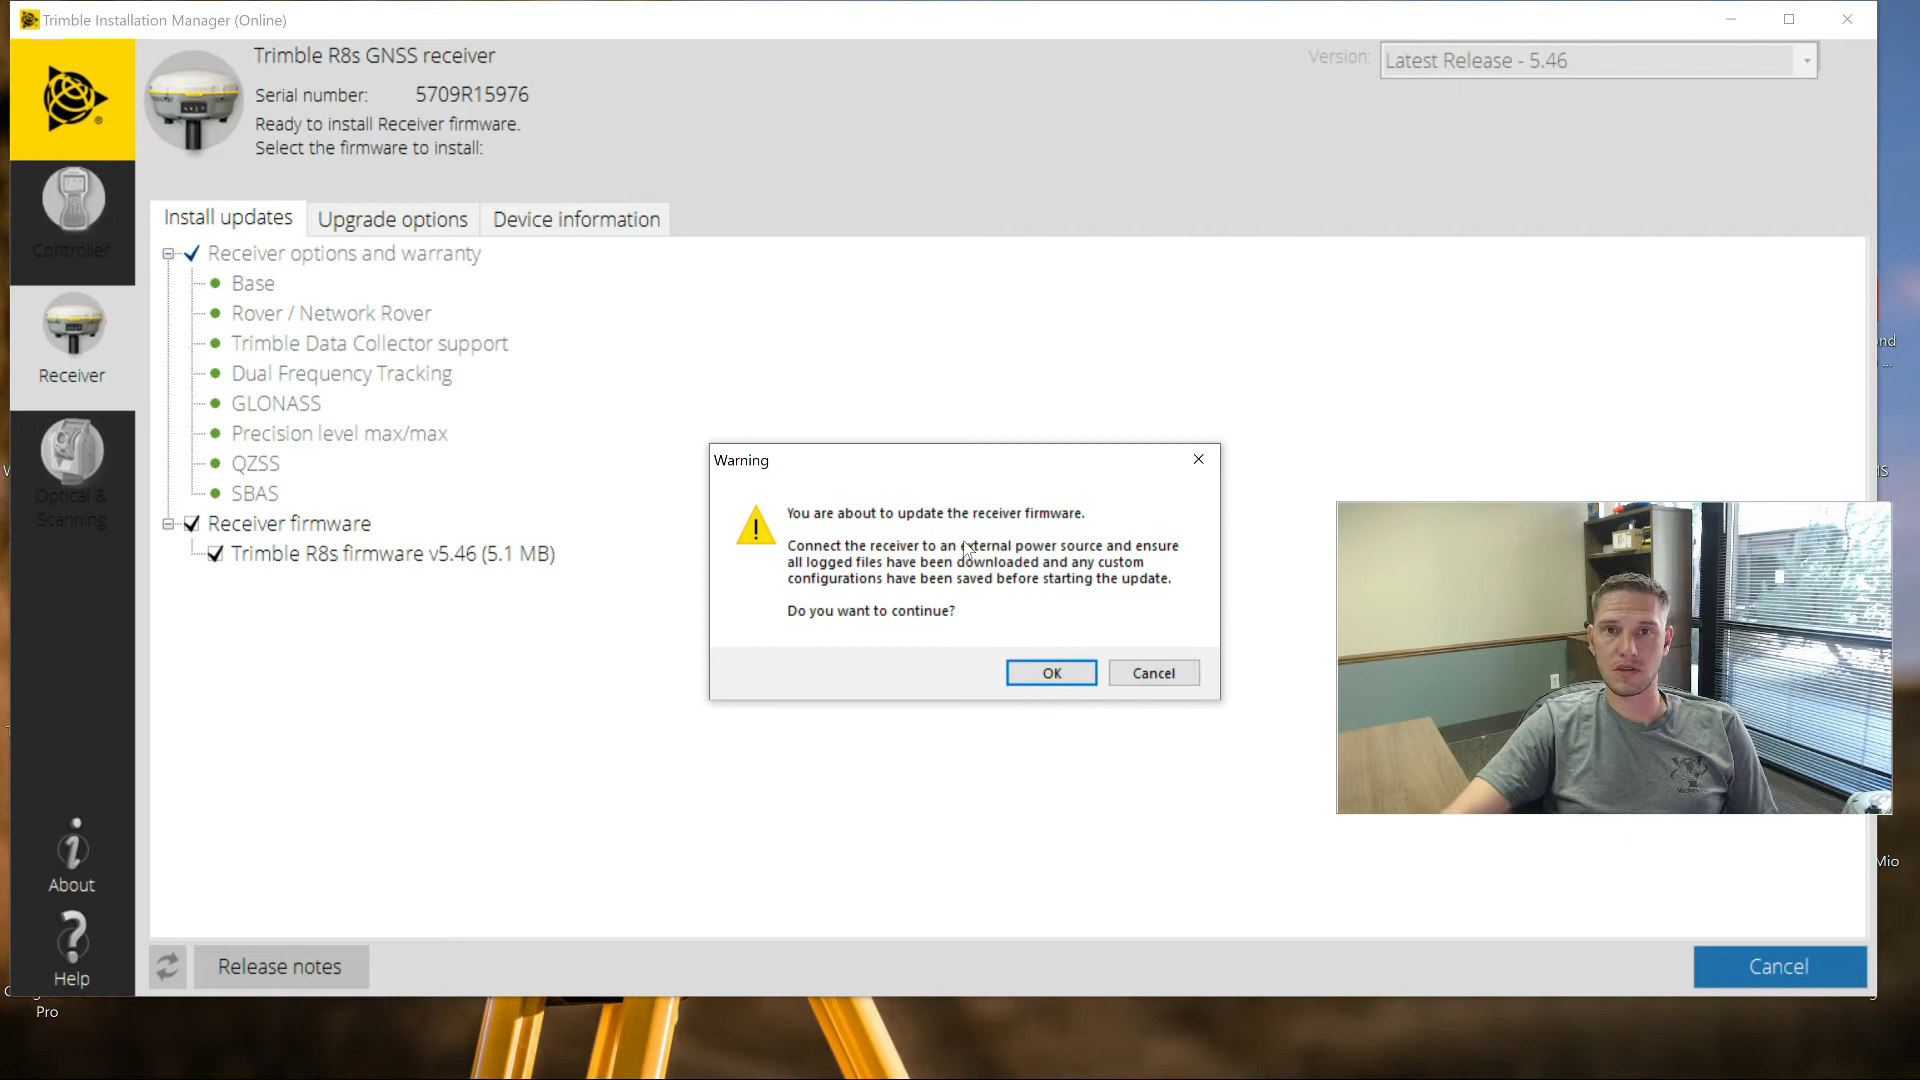 Trimble Installation Manager (Online)
Trimble R8s GNSS receiver
Version:
Latest Release - 5.46
Serial number: 5709R15976
Ready to install Receiver firmware.
Select the firmware to install:
Controller
Receiver
Optical &
Scanning
About
Help
Install updates
Upgrade options
Device information
Receiver options and warranty
Base
Rover / Network Rover
Trimble Data Collector support
Dual Frequency Tracking
GLONASS
Precision level max/max
QZSS
SBAS
Receiver firmware
Trimble R8s firmware v5.46 (5.1 MB)
Warning
You are about to update the receiver firmware.
Connect the receiver to an external power source and ensure
all logged files have been downloaded and any custom
configurations have been saved before starting the update.
Do you want to continue?
OK
Cancel
Release notes
Cancel
Pro
Mio